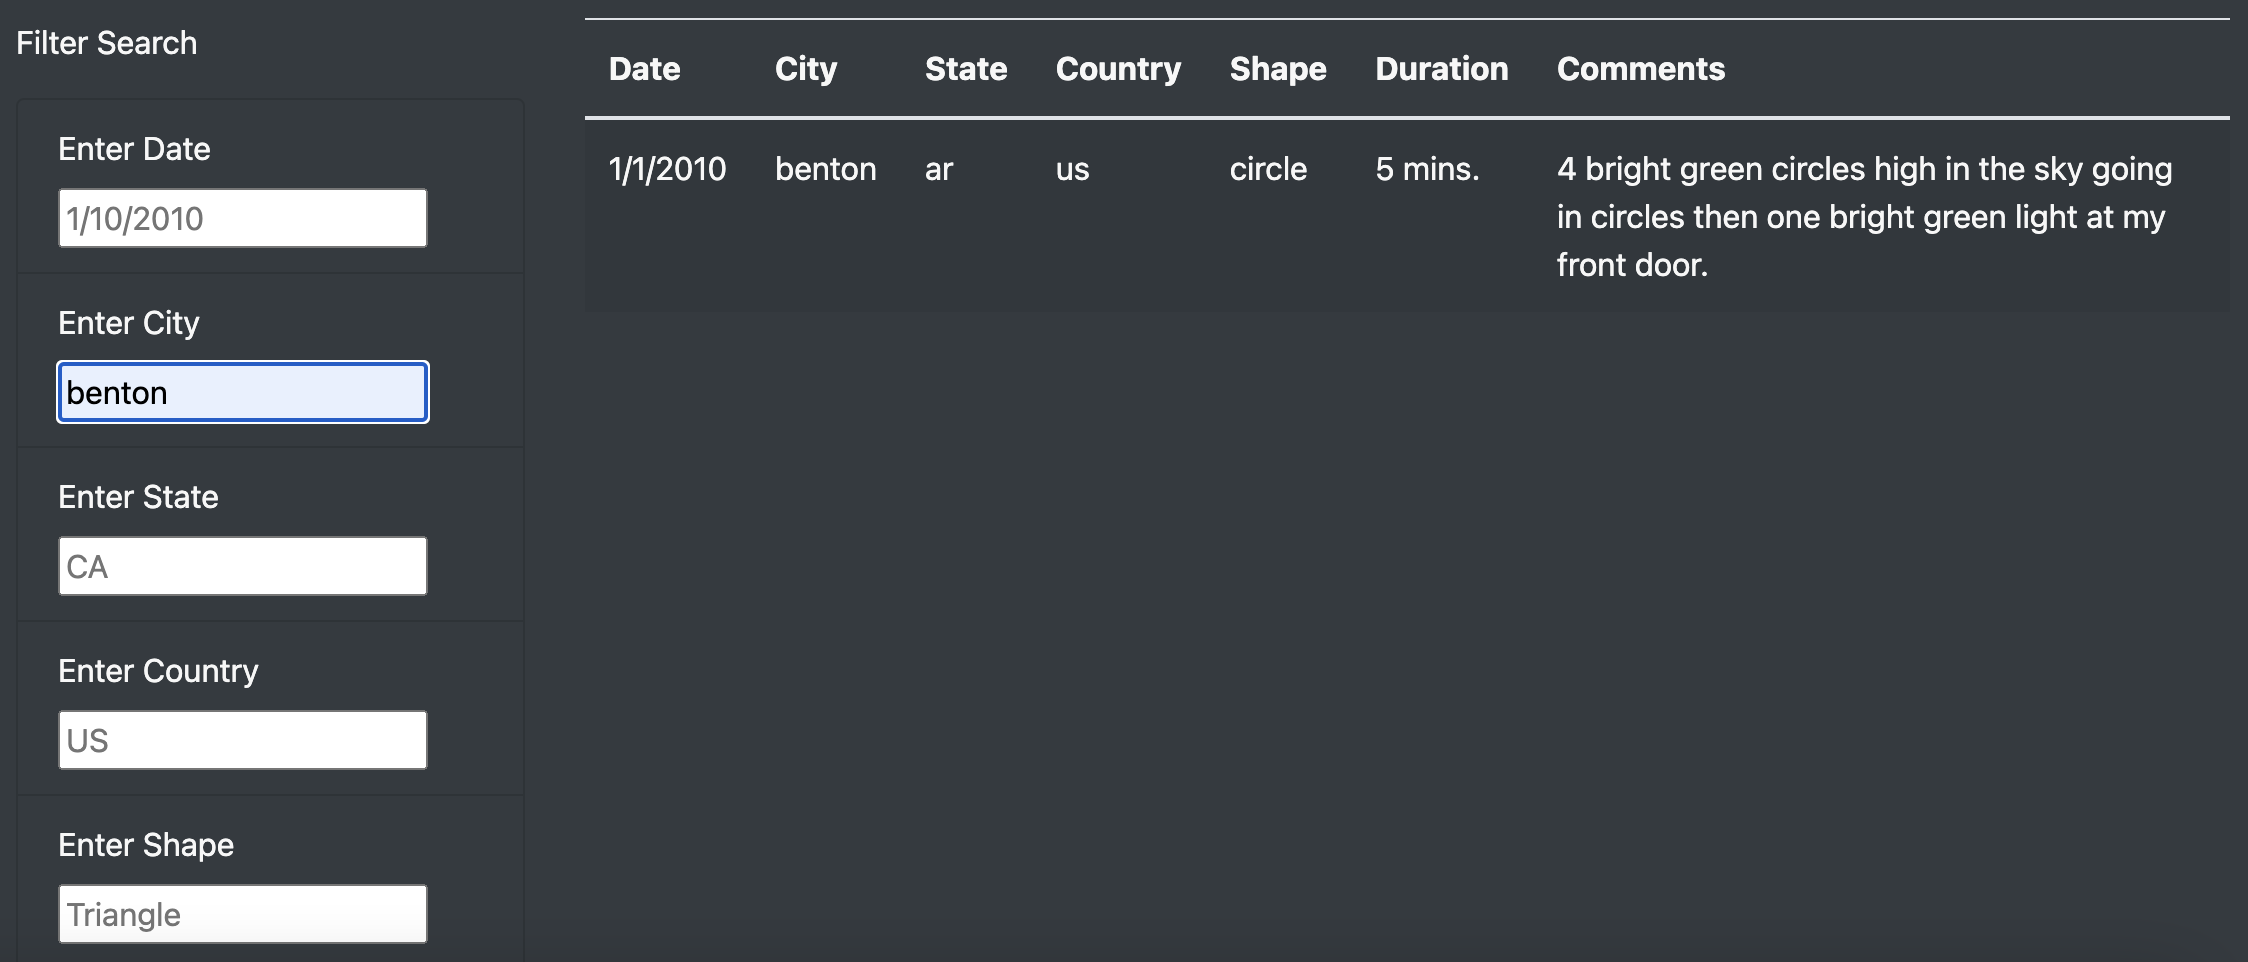 Filter Search
Enter Date
1/10/2010
Enter City
benton
Enter State
CA
Enter Country
US
Enter Shape
Triangle
Date City State Country Shape Duration Comments
1/1/2010 benton ar us circle 5 mins. 4 bright green circles high in the sky going
in circles then one bright green light at my
front door.